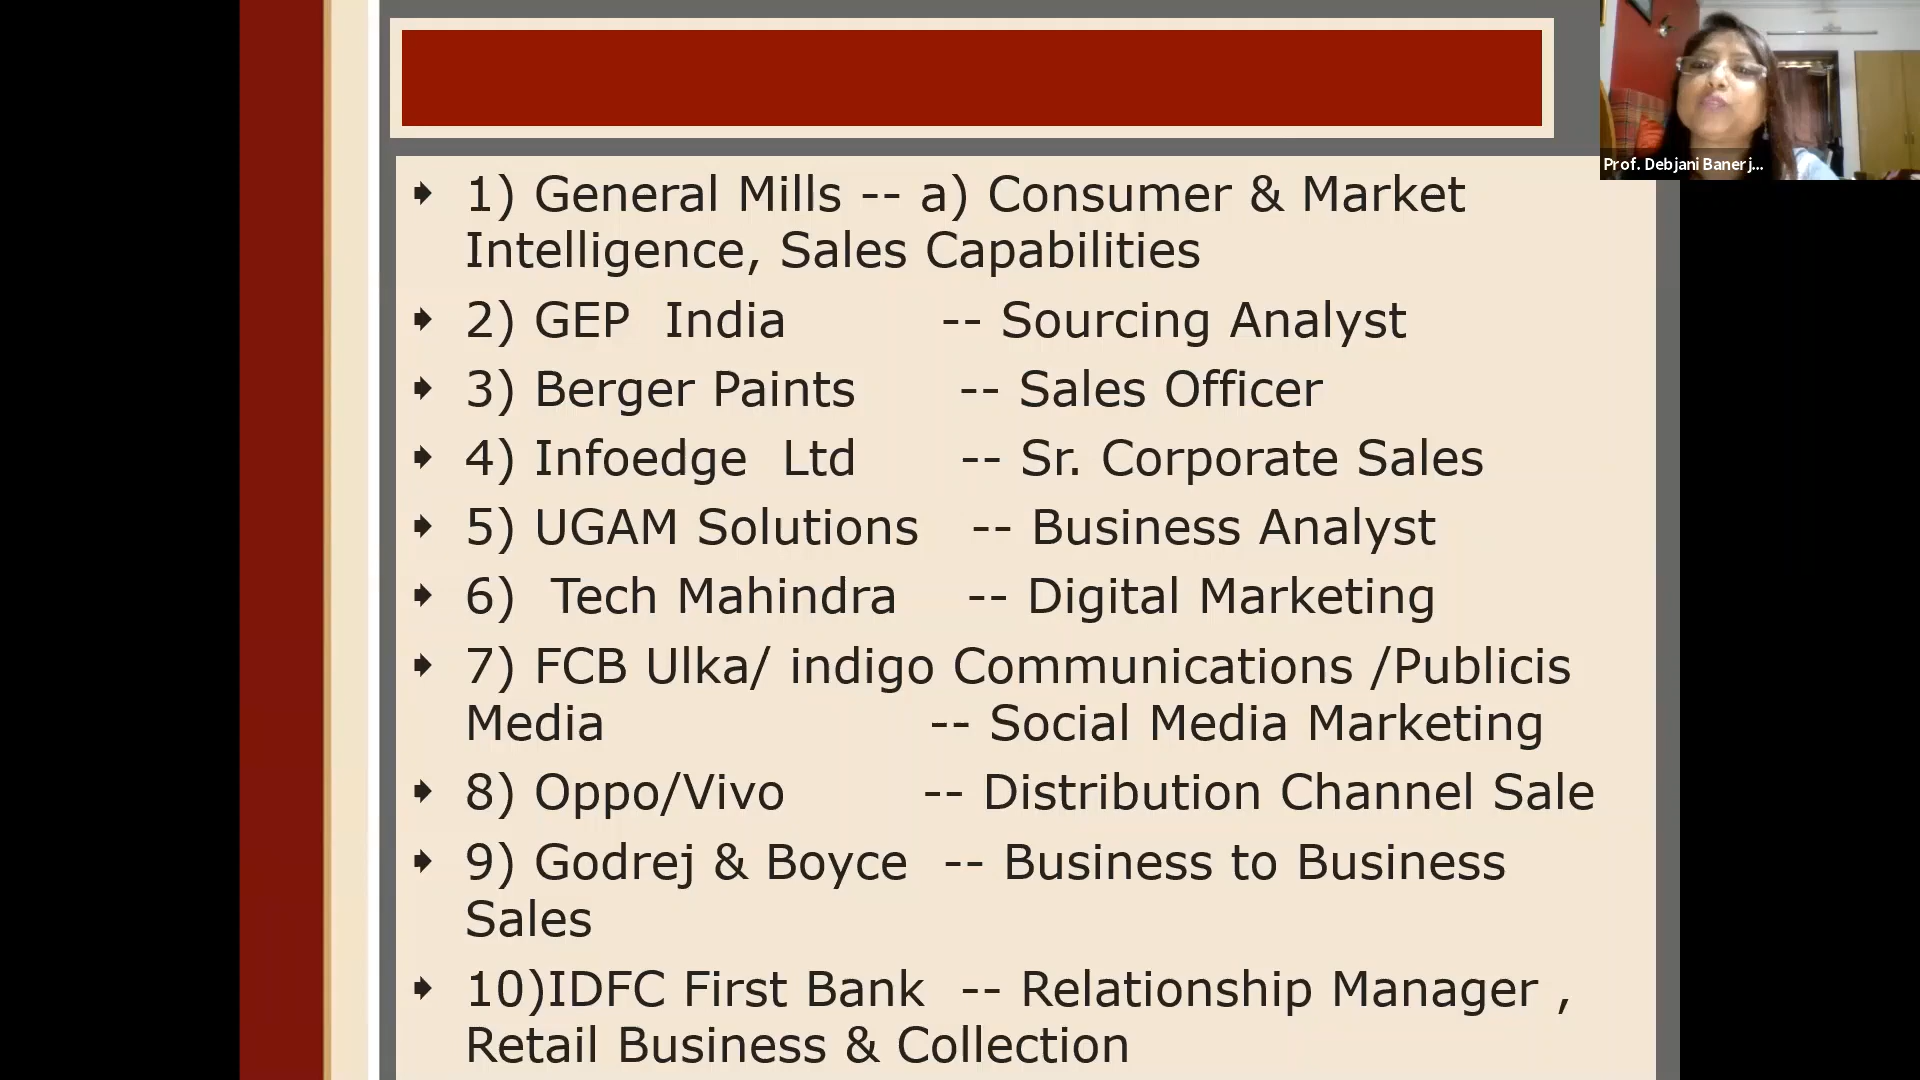 1) General Mills -- a) Consumer & Market
Intelligence, Sales Capabilities
2) GEP India -- Sourcing Analyst
3) Berger Paints -- Sales Officer
4) Infoedge Ltd -- Sr. Corporate Sales
5) UGAM Solutions -- Business Analyst
6) Tech Mahindra -- Digital Marketing
7) FCB Ulka/ indigo Communications /Publicis
Media -- Social Media Marketing
8) Oppo/Vivo -- Distribution Channel Sale
9) Godrej & Boyce -- Business to Business
Sales
10)IDFC First Bank -- Relationship Manager ,
Retail Business & Collection
Prof. Debjani Banerj...